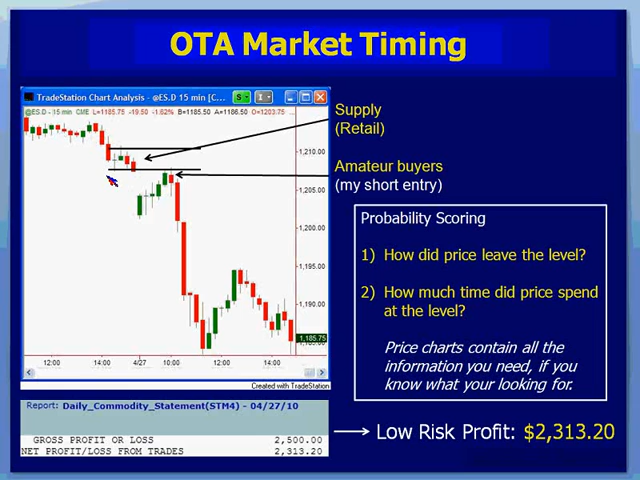 OTA Market Timing
TradeStation Chart Analysis - @ES.D 15 min [C...
@ES.D - 15 min CME L=1185.75 -19.50 -1.62% B=1185.50 A=1186.50 O=1203.75
1,210.00
1,205.00
1,200.00
1,195.00
1,190.00
1,185.75
12:00 14:00 4/27 10:00 12:00 14:00
Created with TradeStation
Supply
(Retail)
Amateur buyers
(my short entry)
Probability Scoring
1) How did price leave the level?
2) How much time did price spend
at the level?
Price charts contain all the
information you need, if you
know what your looking for.
Report: Daily_Commodity_Statement(STM4) - 04/27/10
GROSS PROFIT OR LOSS 2,500.00
NET PROFIT/LOSS FROM TRADES 2,313.20
Low Risk Profit: $2,313.20